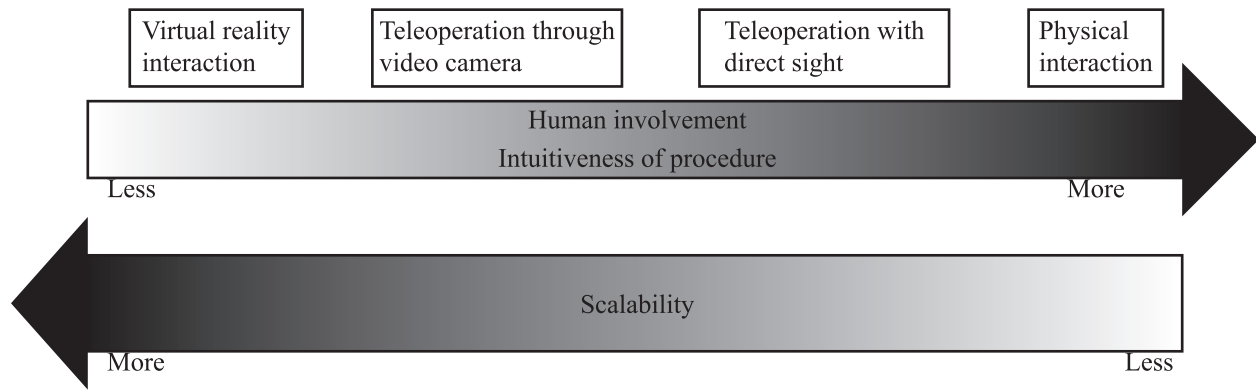 Virtual reality
interaction
Teleoperation through
video camera
Teleoperation with
direct sight
Physical
interaction
Human involvement
Intuitiveness of procedure
Less
More
Scalability
More
Less